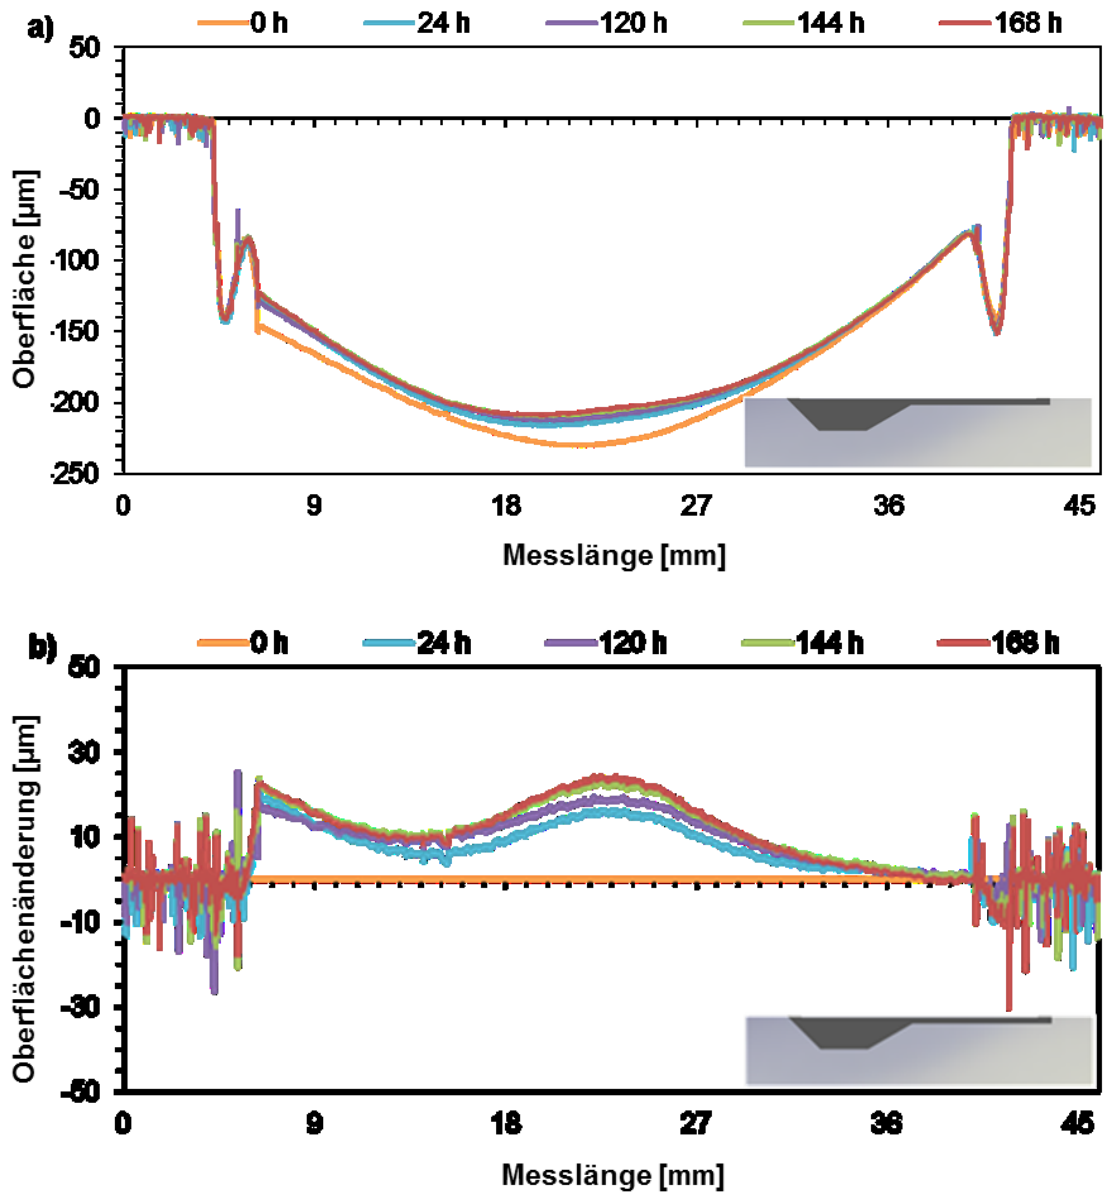 a)
0 h 24 h 120 h 144 h 168 h
50
0
-50
-100
-150
-200
-250
Oberfläche [µm]
0 9 18 27 36 45
Messlänge [mm]
b)
0 h 24 h 120 h 144 h 168 h
50
30
10
-10
-30
-50
Oberflächenänderung [µm]
0 9 18 27 36 45
Messlänge [mm]